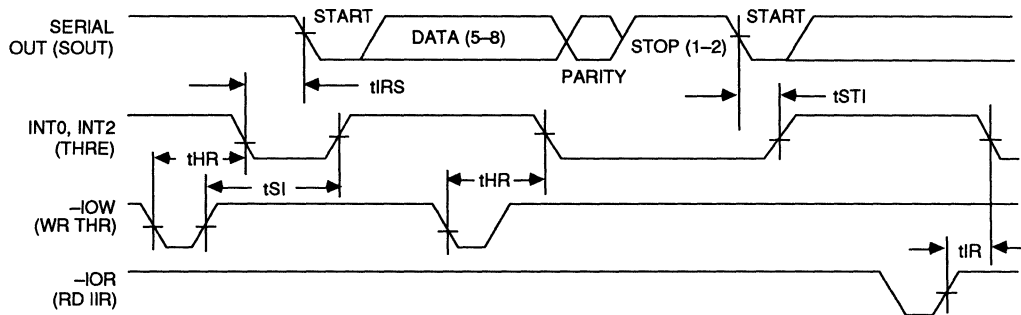 SERIAL
OUT (SOUT)
START
DATA (5–8)
PARITY
STOP (1–2)
START
tIRS
tSTI
INT0, INT2
(THRE)
tHR
tSI
tHR
–IOW
(WR THR)
tIR
–IOR
(RD IIR)